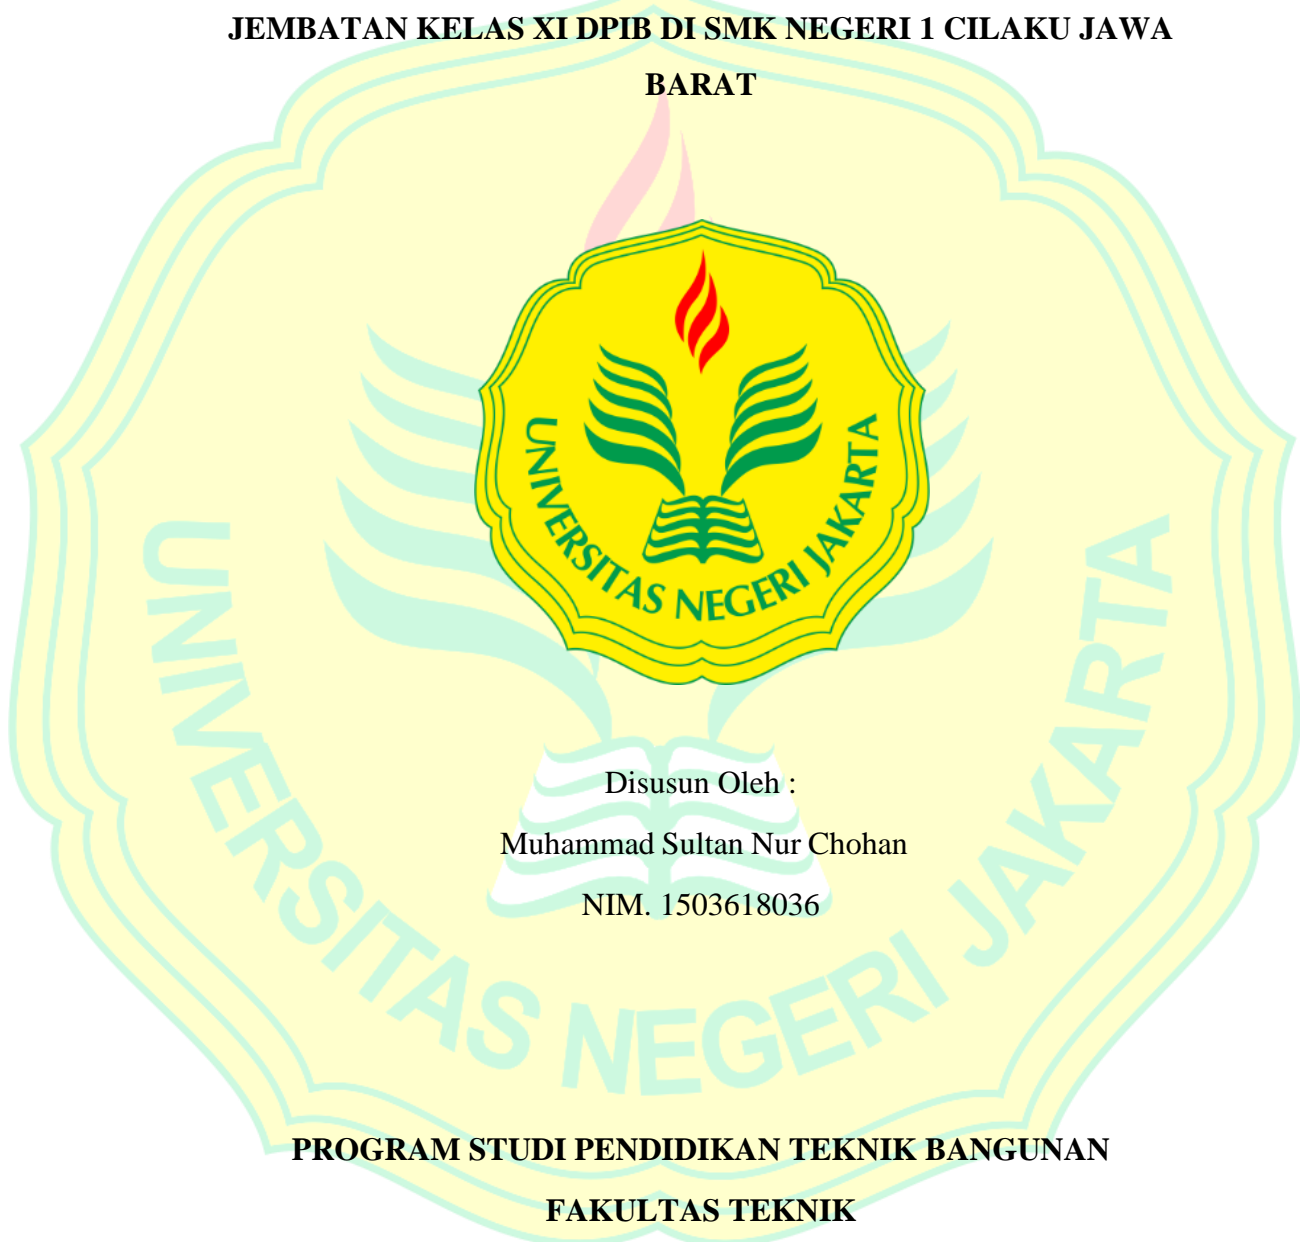 JEMBATAN KELAS XI DPIB DI SMK NEGERI 1 CILAKU JAWA
BARAT
UNIVERSITAS NEGERI JAKARTA
UNIVERSITAS NEGERI JAKARTA
Disusun Oleh :
Muhammad Sultan Nur Chohan
NIM. 1503618036
PROGRAM STUDI PENDIDIKAN TEKNIK BANGUNAN
FAKULTAS TEKNIK